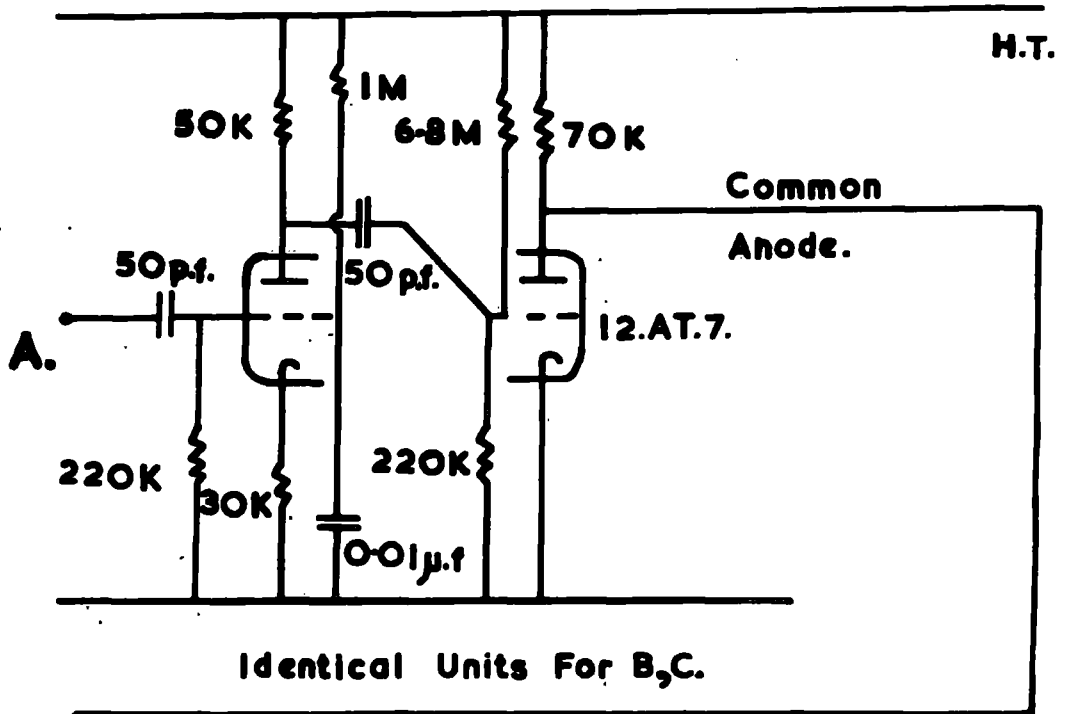 H.T.
1M
50K
6·8M
70K
Common
Anode.
50p.f.
50p.f.
12.AT.7.
A.
220K
30K
220K
0·01µ.f
Identical Units For B,C.